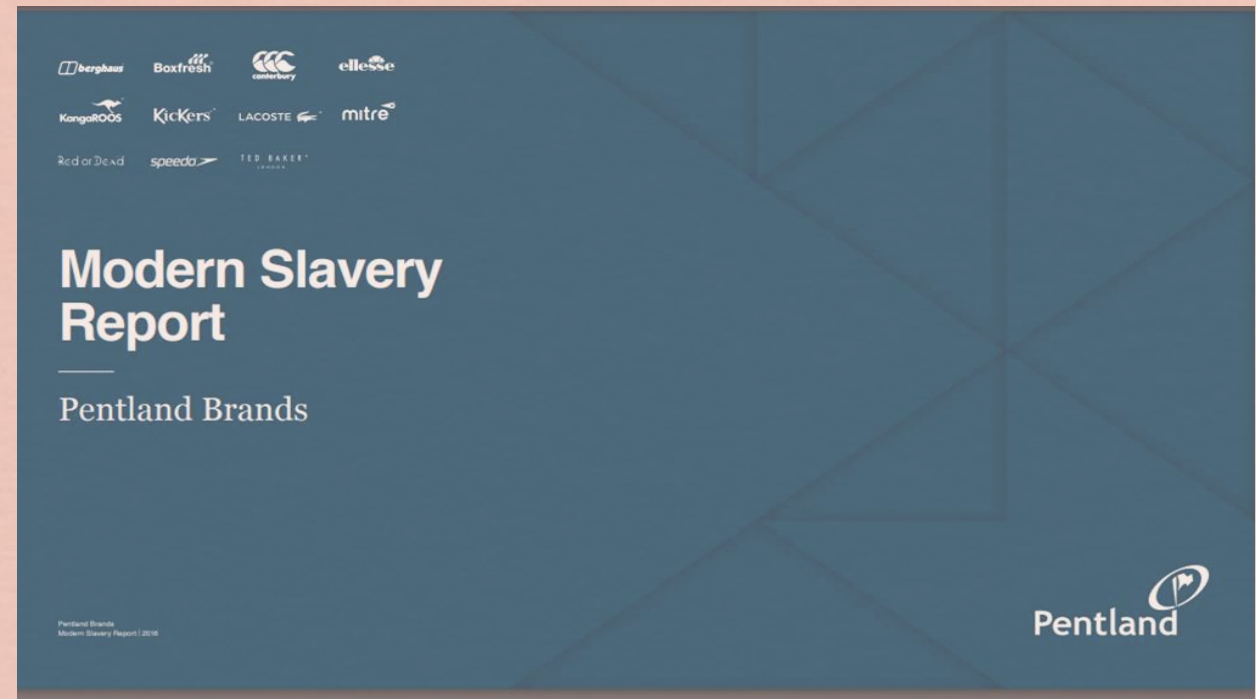 berghaus Boxfresh canterbury ellesse
KangaROOS KicKers LACOSTE mitre
Red or Dead speedo TED BAKER
LONDON
Modern Slavery
Report
Pentland Brands
Pentland Brands
Modern Slavery Report | 2016
Pentland